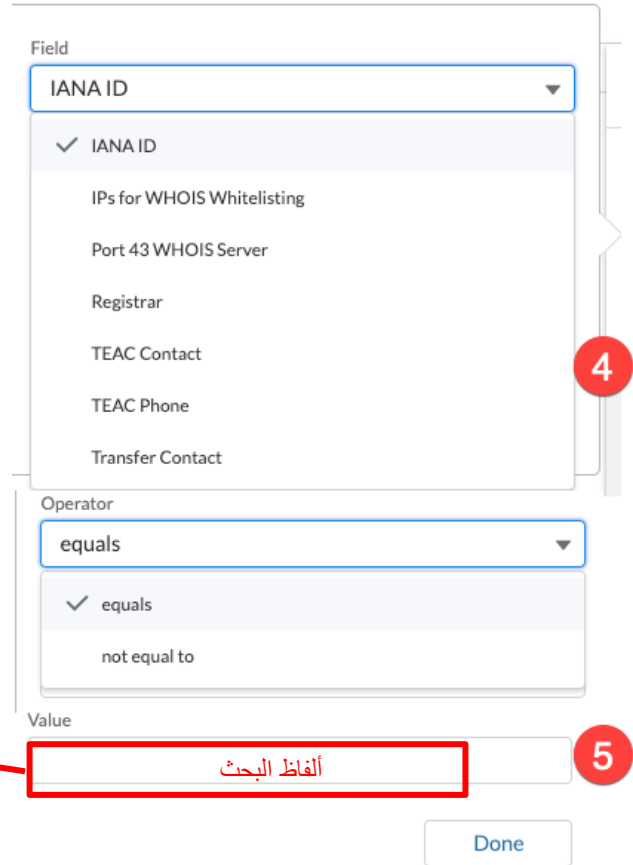 Field
IANA ID
IANA ID
IPs for WHOIS Whitelisting
Port 43 WHOIS Server
Registrar
TEAC Contact
4
TEAC Phone
Transfer Contact
Operator
equals
equals
not equal to
Value
ألفاظ البحث
5
Done